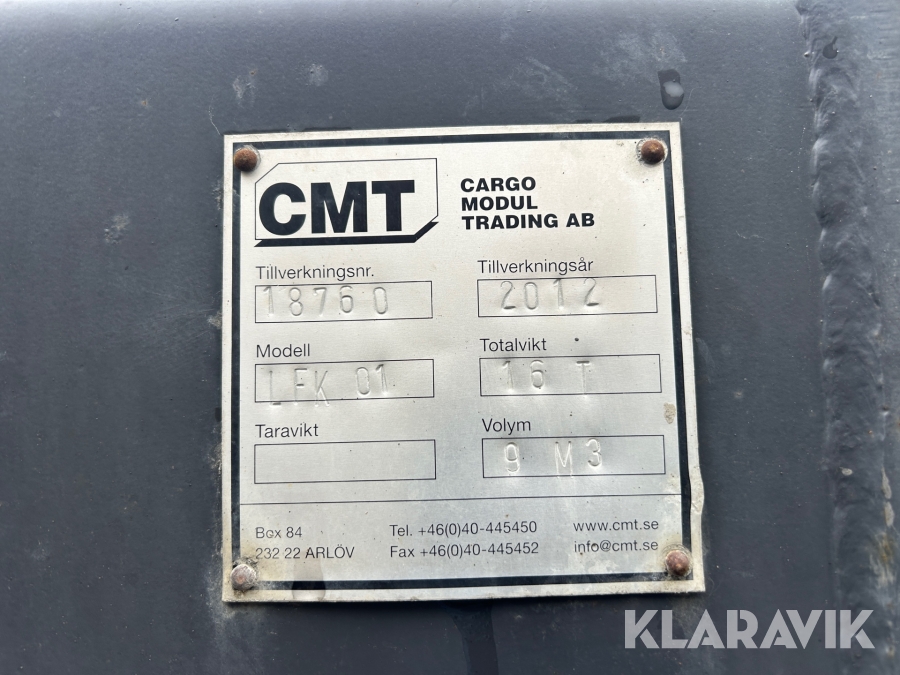 CMT
CARGO
MODUL
TRADING AB
Tillverkningsnr.
18760
Tillverkningsår
2012
Modell
LFK 01
Totalvikt
16 T
Taravikt
Volym
9 M3
Box 84
232 22 ARLÖV
Tel. +46(0)40-445450
Fax +46(0)40-445452
www.cmt.se
info@cmt.se
KLARAVIK